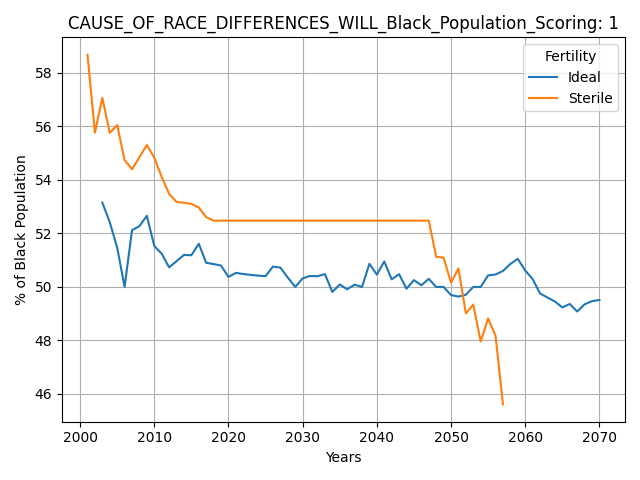 CAUSE_OF_RACE_DIFFERENCES_WILL_Black_Population_Scoring: 1
Fertility
Ideal
Sterile
% of Black Population
58
56
54
52
50
48
46
2000 2010 2020 2030 2040 2050 2060 2070
Years